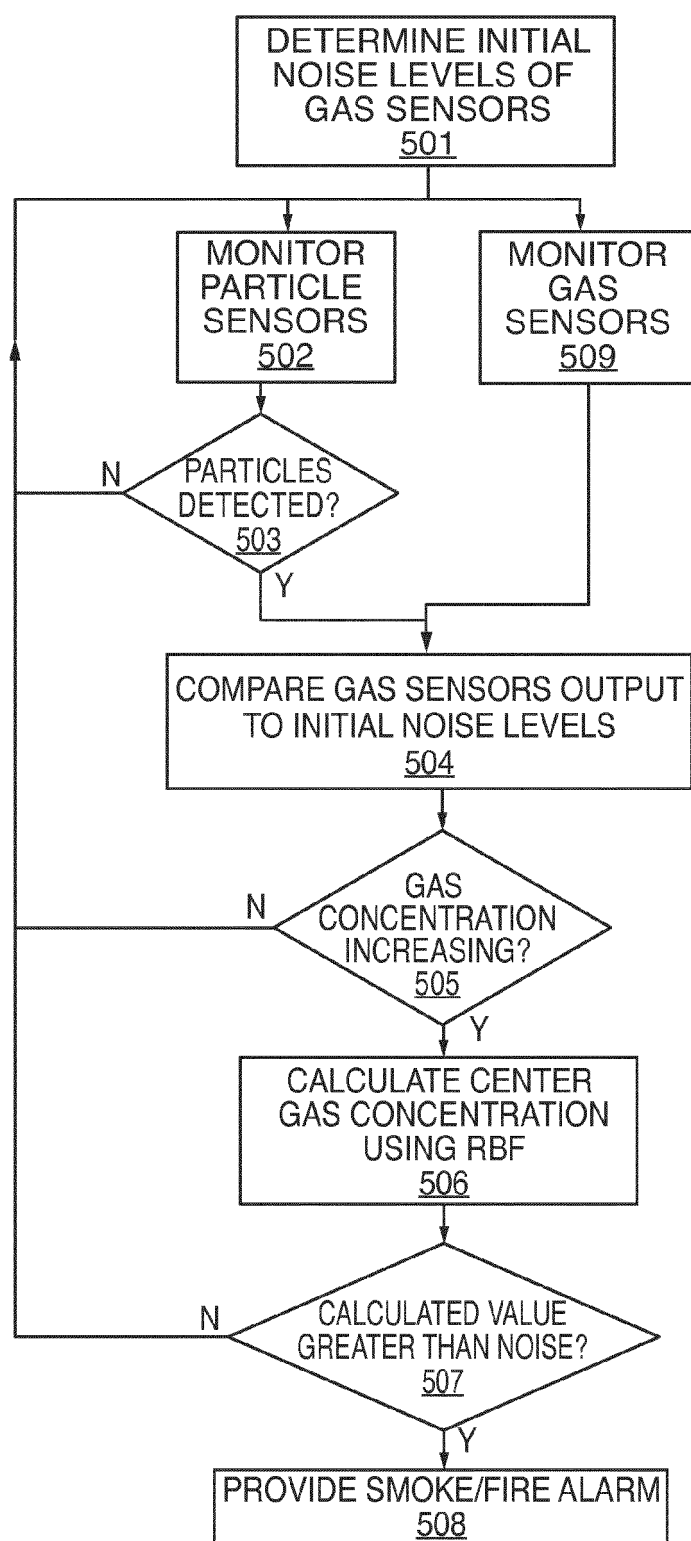 DETERMINE INITIAL
NOISE LEVELS OF
GAS SENSORS
501
MONITOR
PARTICLE
SENSORS
502
MONITOR
GAS
SENSORS
509
N
PARTICLES
DETECTED?
503
Y
COMPARE GAS SENSORS OUTPUT
TO INITIAL NOISE LEVELS
504
N
GAS
CONCENTRATION
INCREASING?
505
Y
CALCULATE CENTER
GAS CONCENTRATION
USING RBF
506
N
CALCULATED VALUE
GREATER THAN NOISE?
507
Y
PROVIDE SMOKE/FIRE ALARM
508